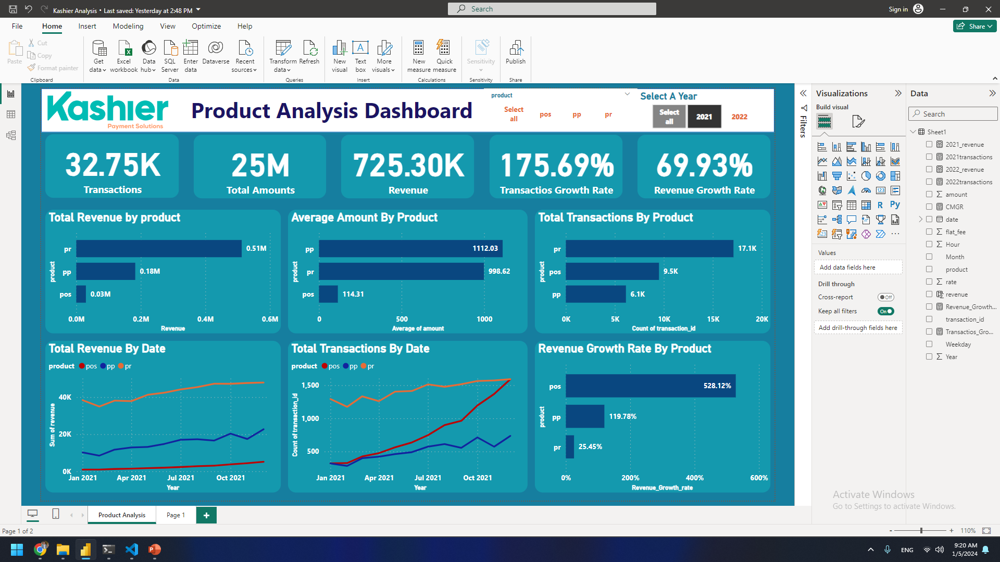 Kashier Analysis • Last saved: Yesterday at 2:48 PM
Search
Sign in
File
Home
Insert
Modeling
View
Optimize
Help
Share
Paste
Cut
Copy
Format painter
Clipboard
Get data
Excel workbook
Data hub
SQL Server
Enter data
Dataverse
Recent sources
Data
Transform data
Refresh
Queries
New visual
Text box
More visuals
Insert
New measure
Quick measure
Calculations
Sensitivity
Sensitivity
Publish
Share
Kashier
Payment Solutions
Product Analysis Dashboard
product
Select all
pos
pp
pr
Select A Year
Select all
2021
2022
32.75K
Transactions
25M
Total Amounts
725.30K
Revenue
175.69%
Transactios Growth Rate
69.93%
Revenue Growth Rate
Total Revenue by product
product
pr
0.51M
pp
0.18M
pos
0.03M
0.0M
0.2M
0.4M
0.6M
Revenue
Average Amount By Product
product
pp
1112.03
pr
998.62
pos
114.31
0
500
1000
Average of amount
Total Transactions By Product
product
pr
17.1K
pos
9.5K
pp
6.1K
0K
5K
10K
15K
20K
Count of transaction_id
Total Revenue By Date
product
pos
pp
pr
Sum of revenue
40K
20K
0K
Jan 2021
Apr 2021
Jul 2021
Oct 2021
Year
Total Transactions By Date
product
pos
pp
pr
Count of transaction_id
1,500
1,000
500
Jan 2021
Apr 2021
Jul 2021
Oct 2021
Year
Revenue Growth Rate By Product
product
pos
528.12%
pp
119.78%
pr
25.45%
0%
200%
400%
600%
Revenue_Growth_rate
Filters
Visualizations
Build visual
R
Py
123
Values
Add data fields here
Drill through
Cross-report
Off
Keep all filters
On
Add drill-through fields here
Data
Search
Sheet1
2021_revenue
2021transactions
2022_revenue
2022transactions
amount
CMGR
date
flat_fee
Hour
Month
product
rate
revenue
Revenue_Growth...
transaction_id
Transactios_Gro...
Weekday
Year
Activate Windows
Go to Settings to activate Windows.
Product Analysis
Page 1
Page 1 of 2
110%
ENG
9:20 AM
1/5/2024